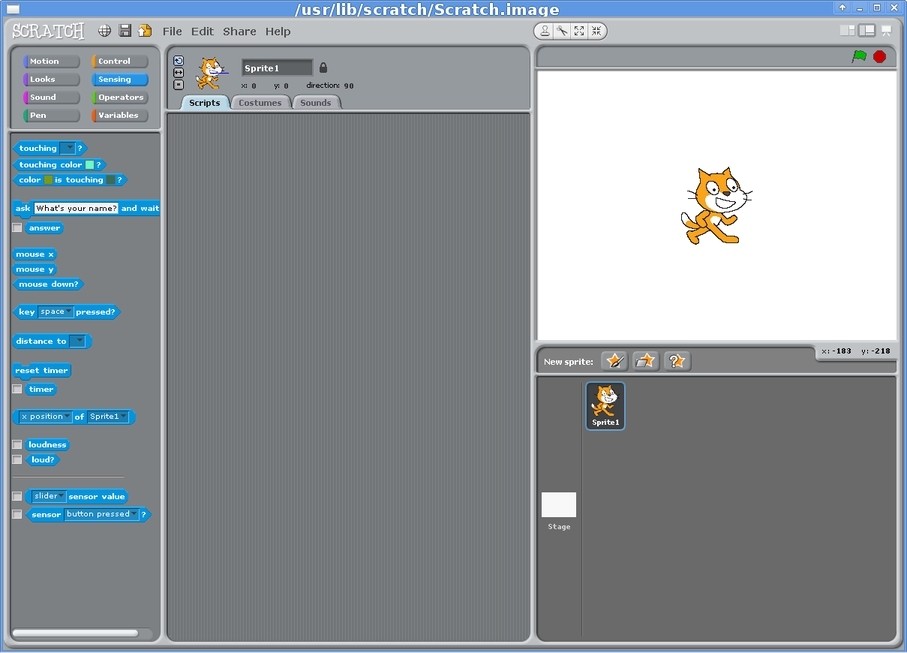 /usr/lib/scratch/Scratch.image
SCRATCH File Edit Share Help
Motion Control
Looks Sensing
Sound Operators
Pen Variables
Sprite1
x: 0 y: 0 direction: 90
Scripts Costumes Sounds
touching ?
touching color ?
color is touching ?
ask What's your name? and wait
answer
mouse x
mouse y
mouse down?
key space pressed?
distance to
reset timer
timer
x position of Sprite1
loudness
loud?
slider sensor value
sensor button pressed ?
x: -183 y: -218
New sprite:
?
Sprite1
Stage